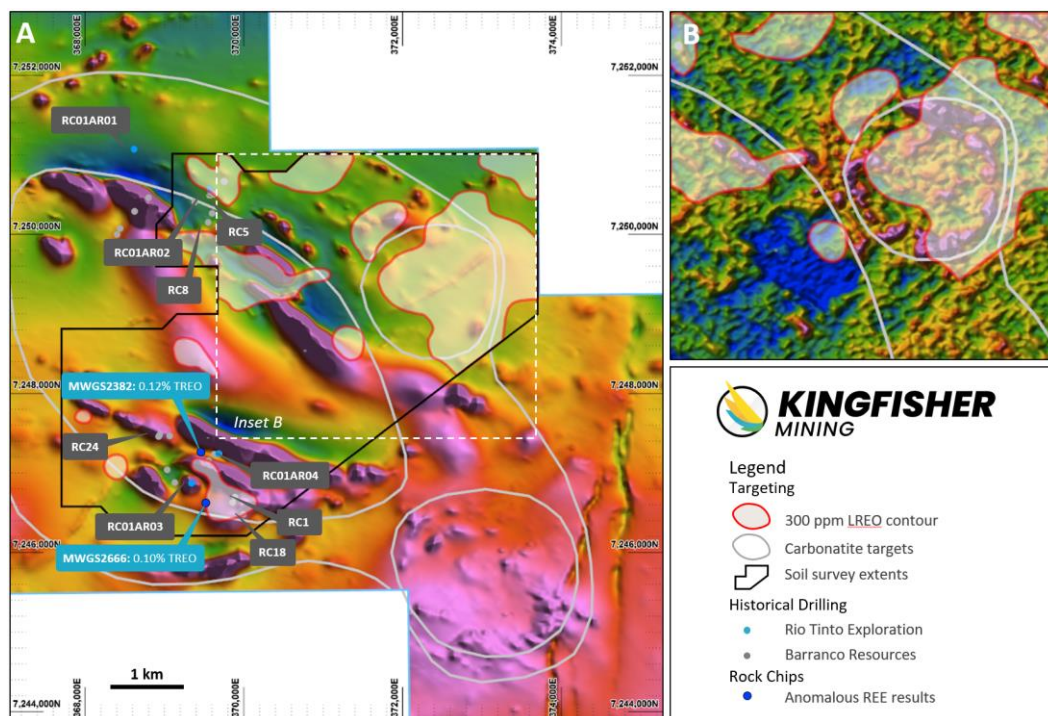 A
368,000E
370,000E
372,000E
374,000E
7,252,000N
7,252,000N
RC01AR01
7,250,000N
7,250,000N
RC5
RC01AR02
RC8
7,248,000N
7,248,000N
MWGS2382: 0.12% TREO
Inset B
RC24
RC01AR04
RC01AR03
RC1
RC18
MWGS2666: 0.10% TREO
7,246,000N
7,246,000N
1 km
7,244,000N
7,244,000N
368,000E
370,000E
372,000E
374,000E
B
KINGFISHER
MINING
Legend
Targeting
300 ppm LREO contour
Carbonatite targets
Soil survey extents
Historical Drilling
Rio Tinto Exploration
Barranco Resources
Rock Chips
Anomalous REE results